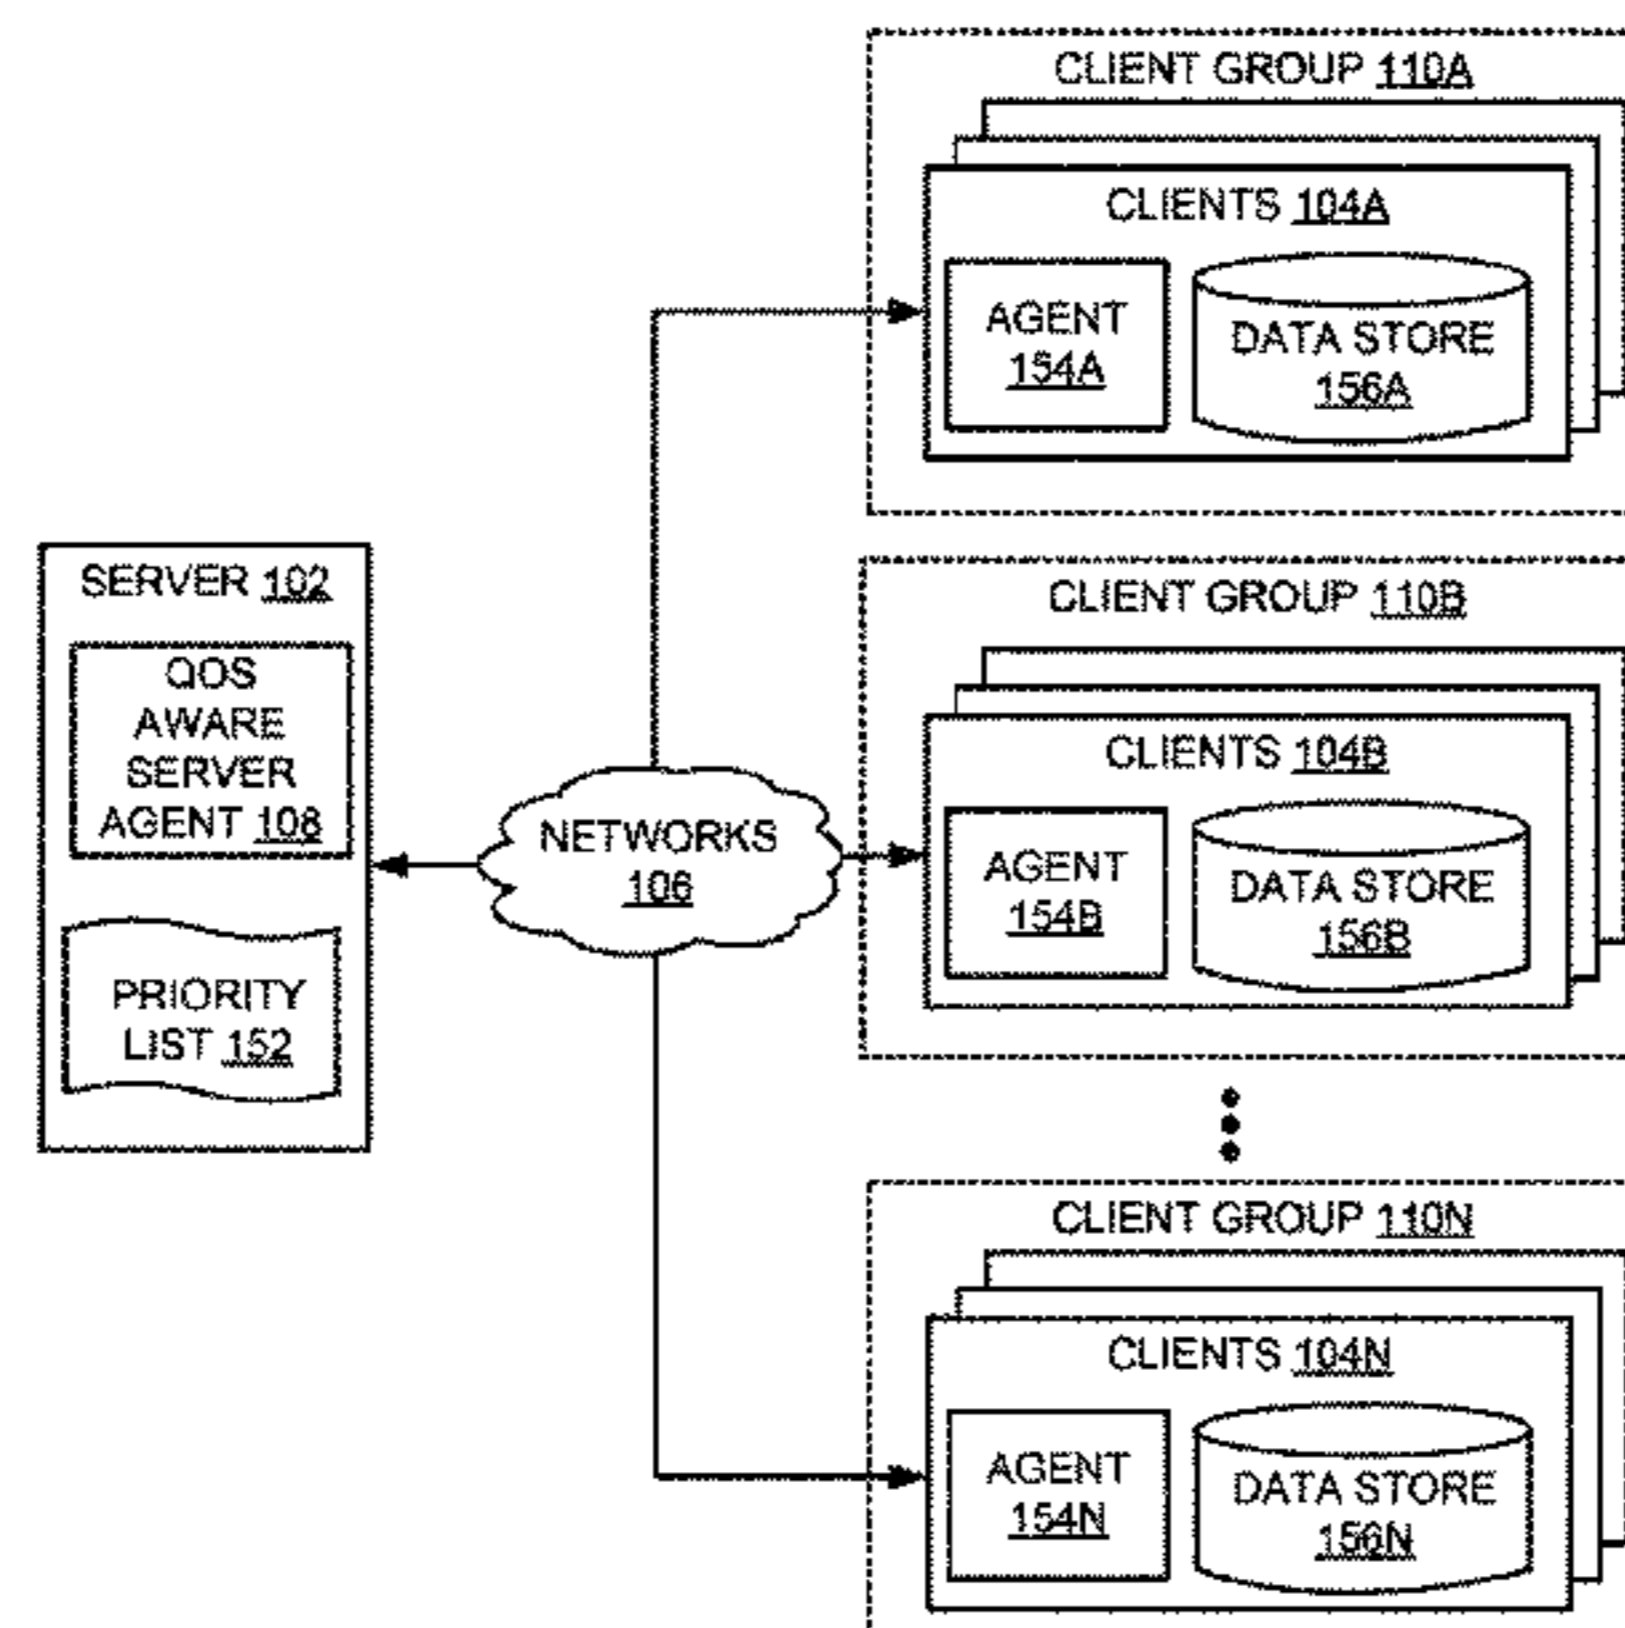 CLIENT GROUP 110A
CLIENTS 104A
AGENT
154A
DATA STORE
156A
SERVER 102
QOS
AWARE
SERVER
AGENT 108
PRIORITY
LIST 152
NETWORKS
106
CLIENT GROUP 110B
CLIENTS 104B
AGENT
154B
DATA STORE
156B
CLIENT GROUP 110N
CLIENTS 104N
AGENT
154N
DATA STORE
156N